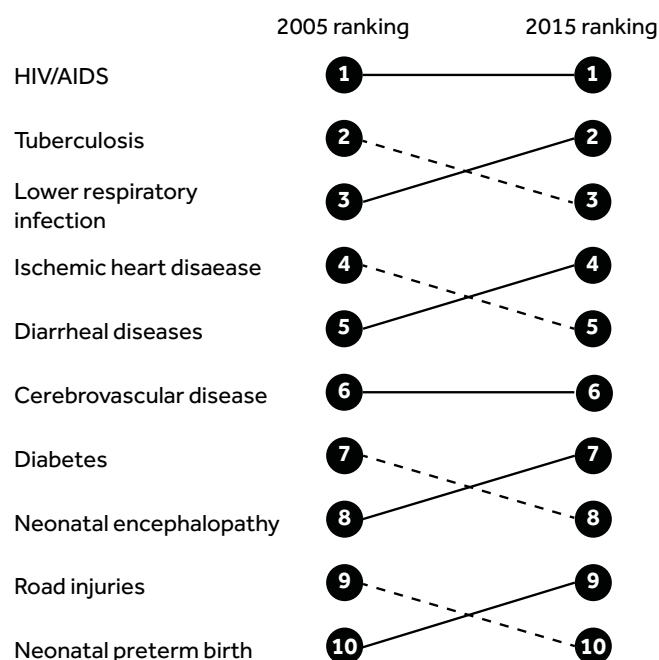 2005 ranking 2015 ranking
HIV/AIDS 1 1
Tuberculosis 2 2
Lower respiratory
infection 3 3
Ischemic heart disaease 4 4
Diarrheal diseases 5 5
Cerebrovascular disease 6 6
Diabetes 7 7
Neonatal encephalopathy 8 8
Road injuries 9 9
Neonatal preterm birth 10 10